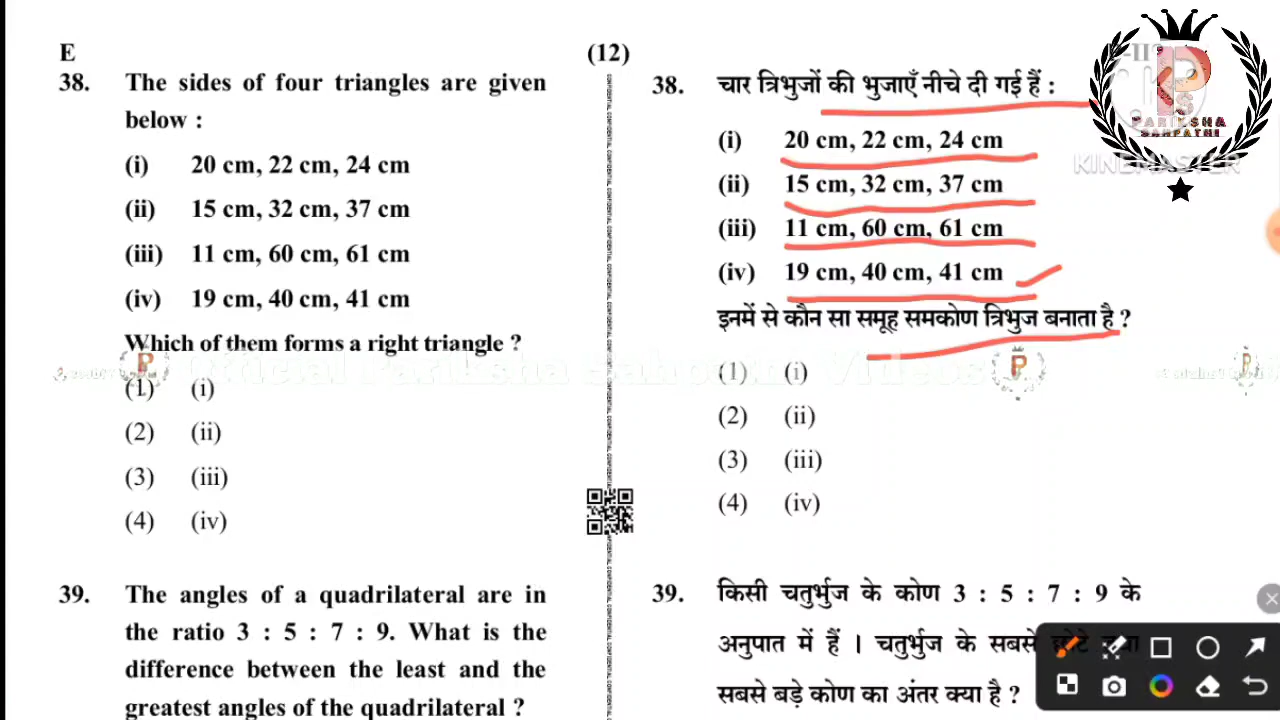 E
(12)
38. The sides of four triangles are given
below :
(i) 20 cm, 22 cm, 24 cm
(ii) 15 cm, 32 cm, 37 cm
(iii) 11 cm, 60 cm, 61 cm
(iv) 19 cm, 40 cm, 41 cm
Which of them forms a right triangle ?
(1) (i)
(2) (ii)
(3) (iii)
(4) (iv)
39. The angles of a quadrilateral are in
the ratio 3 : 5 : 7 : 9. What is the
difference between the least and the
greatest angles of the quadrilateral ?
38. चार त्रिभुजों की भुजाएँ नीचे दी गई हैं :
(i) 20 cm, 22 cm, 24 cm
(ii) 15 cm, 32 cm, 37 cm
(iii) 11 cm, 60 cm, 61 cm
(iv) 19 cm, 40 cm, 41 cm
इनमें से कौन सा समूह समकोण त्रिभुज बनाता है ?
(1) (i)
(2) (ii)
(3) (iii)
(4) (iv)
39. किसी चतुर्भुज के कोण 3 : 5 : 7 : 9 के
अनुपात में हैं । चतुर्भुज के सबसे छोटे तथा
सबसे बड़े कोण का अंतर क्या है ?
PARIKSHA
SAHPATHI
KINEMASTER
Official Pariksha Sahpathi Videos